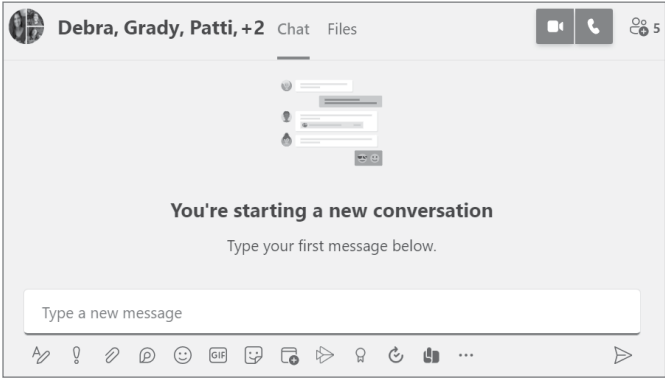 Debra, Grady, Patti, +2 Chat Files 5
You're starting a new conversation
Type your first message below.
Type a new message
GIF